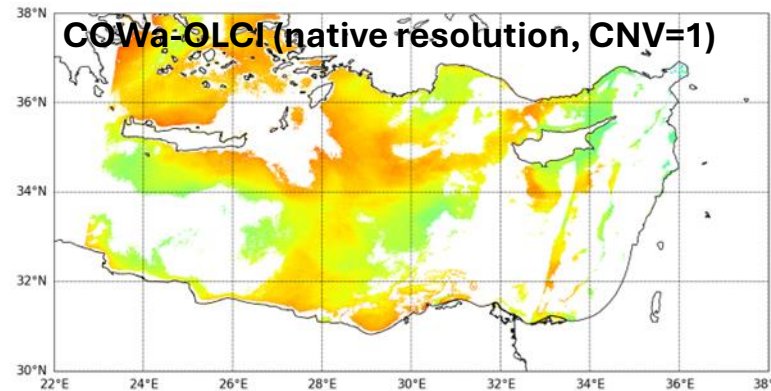 38°N
COWa-OLCI (native resolution, CNV=1)
36°N
34°N
32°N
30°N
22°E 24°E 26°E 28°E 30°E 32°E 34°E 36°E 38°